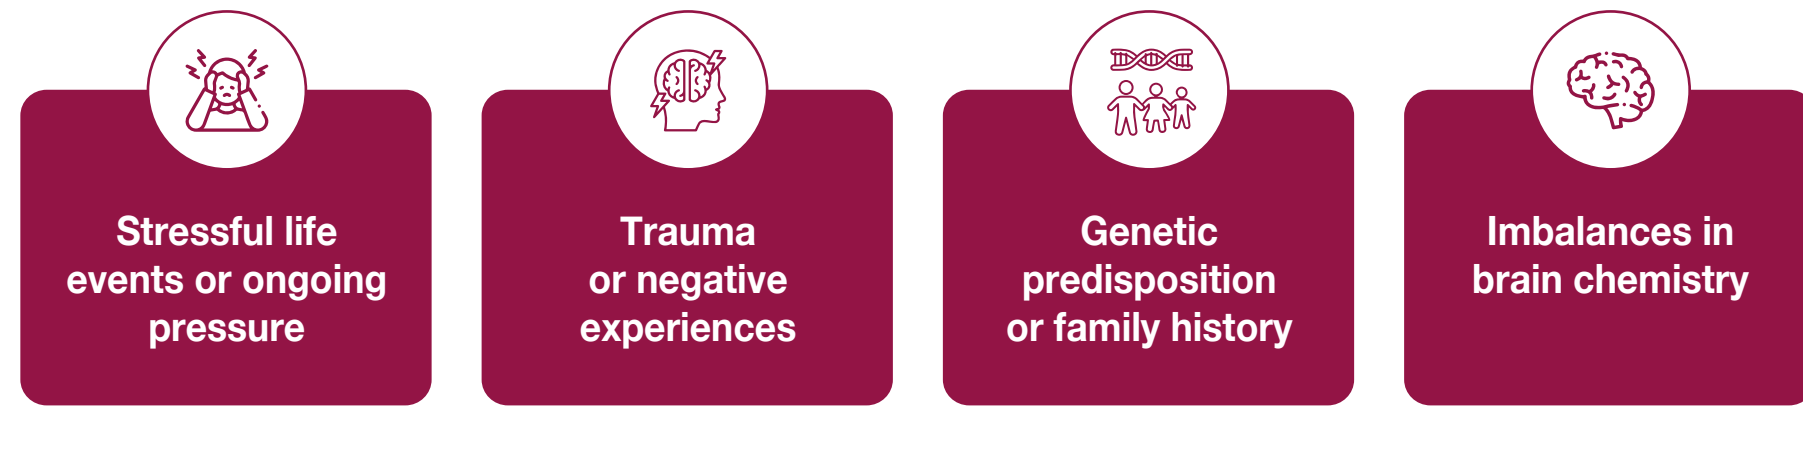 Stressful life
events or ongoing
pressure
Trauma
or negative
experiences
Genetic
predisposition
or family history
Imbalances in
brain chemistry